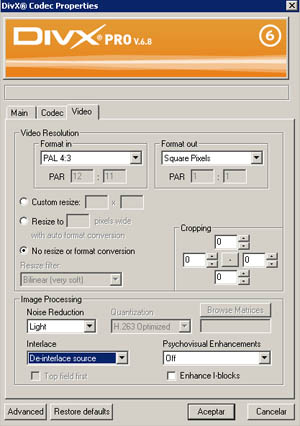 DivX® Codec Properties
DIVX® PRO V.6.8
6
Main
Codec
Video
Video Resolution
Format in
Format out
PAL 4:3
Square Pixels
PAR 12 : 11
PAR 1 : 1
Custom resize: x
Resize to pixels wide
with auto format conversion
No resize or format conversion
Resize filter:
Bilinear (very soft)
Cropping
0
0 - 0
0
Image Processing
Noise Reduction
Quantization
Browse Matrices
Light
H.263 Optimized
Interlace
Psychovisual Enhancements
De-interlace source
Off
Top field first
Enhance I-blocks
Advanced
Restore defaults
Aceptar
Cancelar